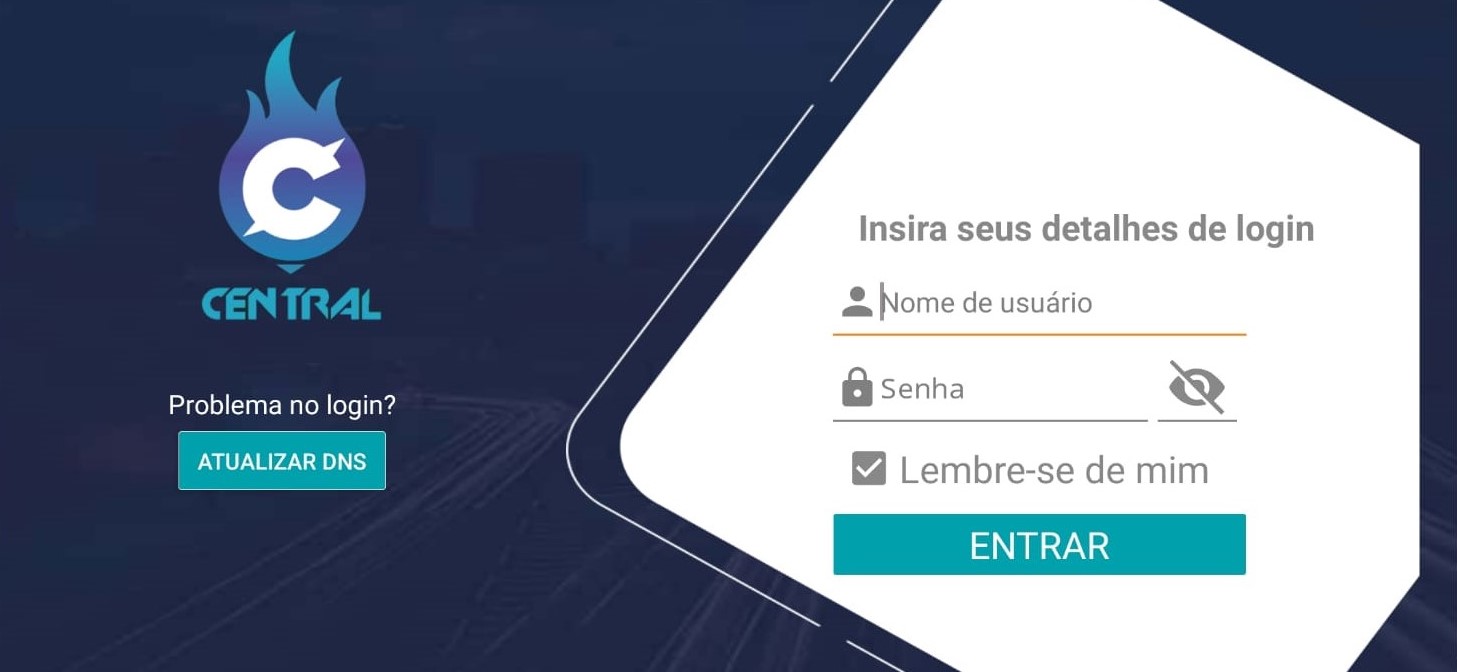 CENTRAL
Problema no login?
ATUALIZAR DNS
Insira seus detalhes de login
Nome de usuário
Senha
Lembre-se de mim
ENTRAR